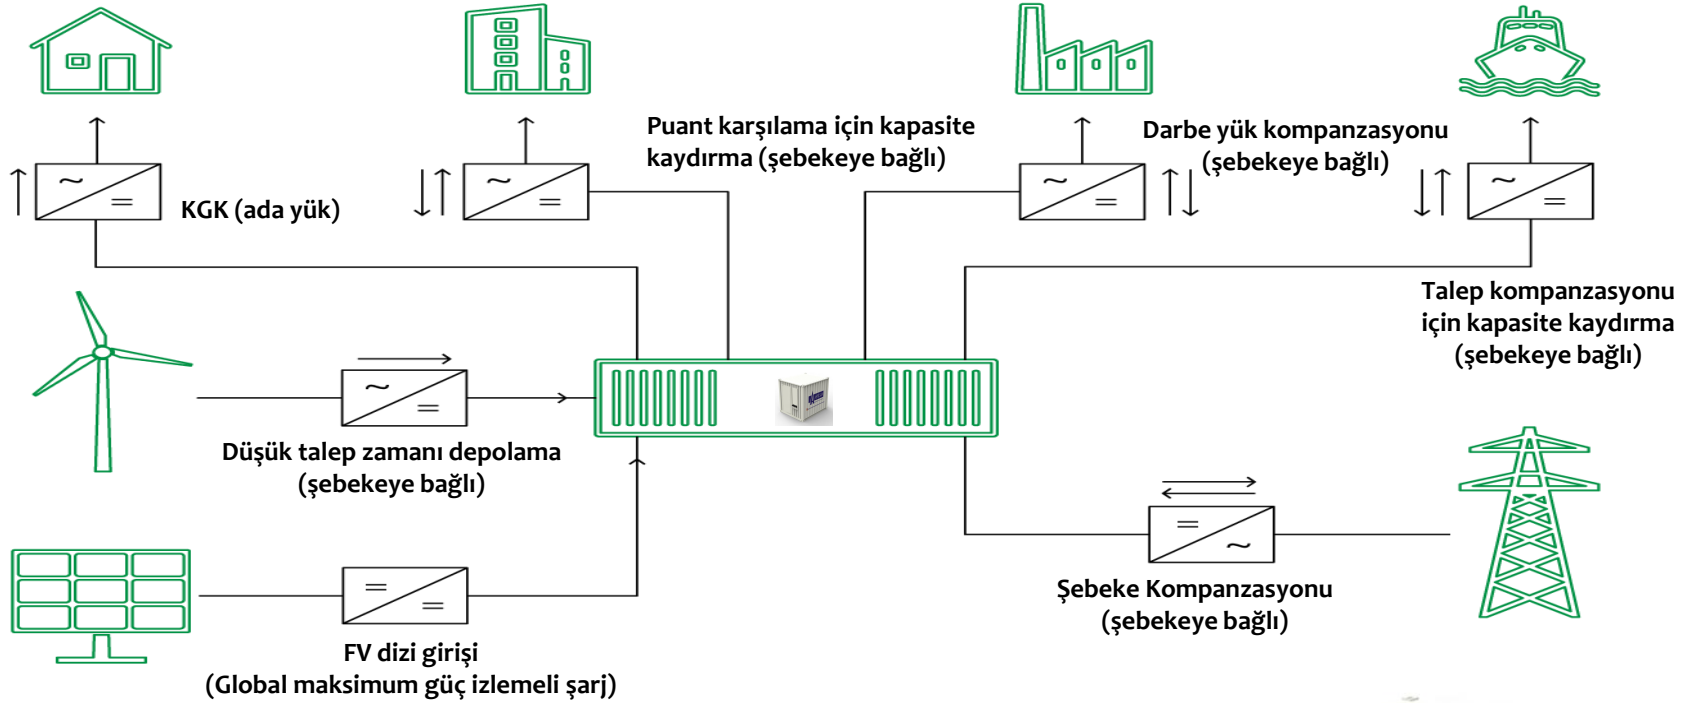 Puant karşılama için kapasite
kaydırma (şebekeye bağlı)
Darbe yük kompanzasyonu
(şebekeye bağlı)
KGK (ada yük)
Talep kompanzasyonu
için kapasite kaydırma
(şebekeye bağlı)
Düşük talep zamanı depolama
(şebekeye bağlı)
Şebeke Kompanzasyonu
(şebekeye bağlı)
FV dizi girişi
(Global maksimum güç izlemeli şarj)